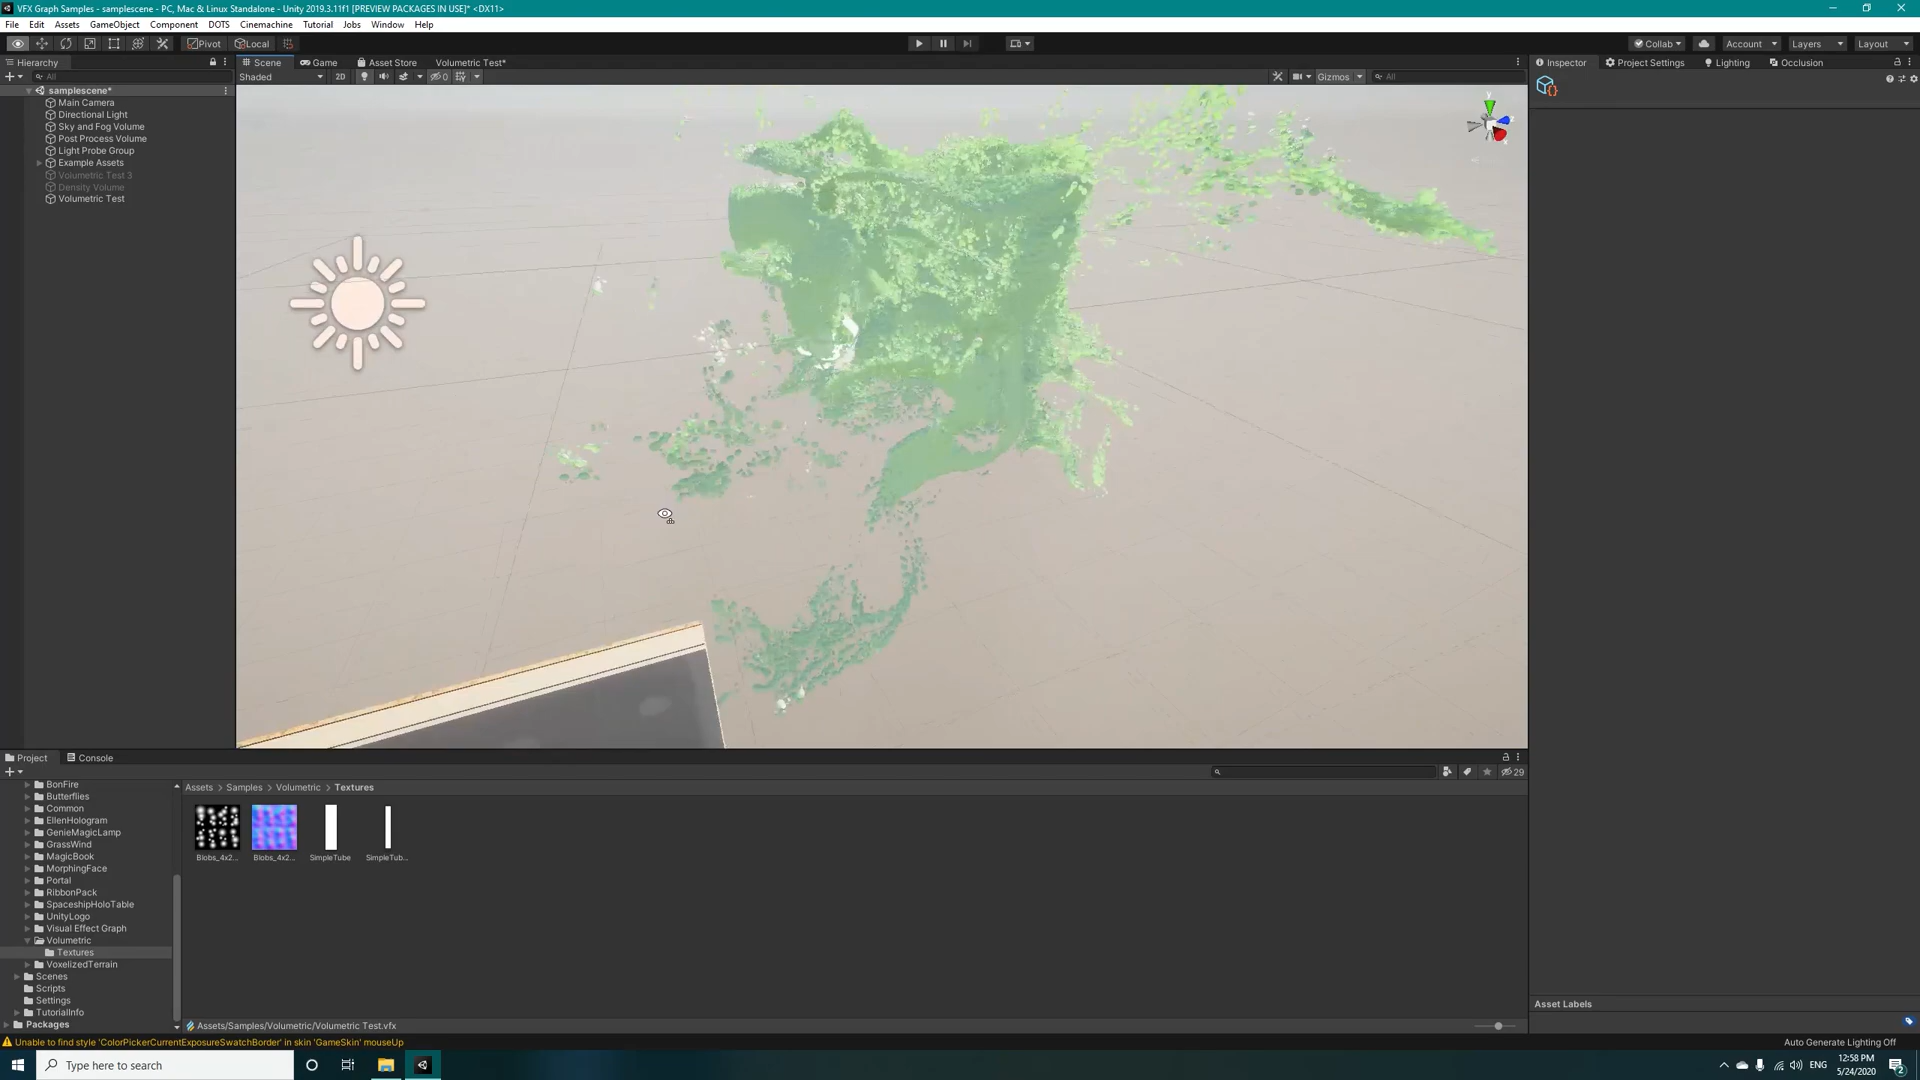 VFX Graph Samples - samplescene - PC, Mac & Linux Standalone - Unity 2019.3.11f1 [PREVIEW PACKAGES IN USE]* <DX11>
File Edit Assets GameObject Component DOTS Cinemachine Tutorial Jobs Window Help
Pivot Local Collab Account Layers Layout
Hierarchy Scene Game Asset Store Volumetric Test* Inspector Project Settings Lighting Occlusion
All Shaded 2D 0 Gizmos All
samplescene*
Main Camera
Directional Light
Sky and Fog Volume
Post Process Volume
Light Probe Group
Example Assets
Volumetric Test 3
Density Volume
Volumetric Test
y
x
Project Console
29
BonFire
Butterflies
Common
EllenHologram
GenieMagicLamp
GrassWind
MagicBook
MorphingFace
Portal
RibbonPack
SpaceshipHoloTable
UnityLogo
Visual Effect Graph
Volumetric
Textures
VoxelizedTerrain
Scenes
Scripts
Settings
TutorialInfo
Packages
Assets > Samples > Volumetric > Textures
Blobs_4x2... Blobs_4x2... SimpleTube SimpleTub...
Asset Labels
Assets/Samples/Volumetric/Volumetric Test.vfx
Unable to find style 'ColorPickerCurrentExposureSwatchBorder' in skin 'GameSkin' mouseUp
Auto Generate Lighting Off
Type here to search
ENG
12:58 PM
5/24/2020
2